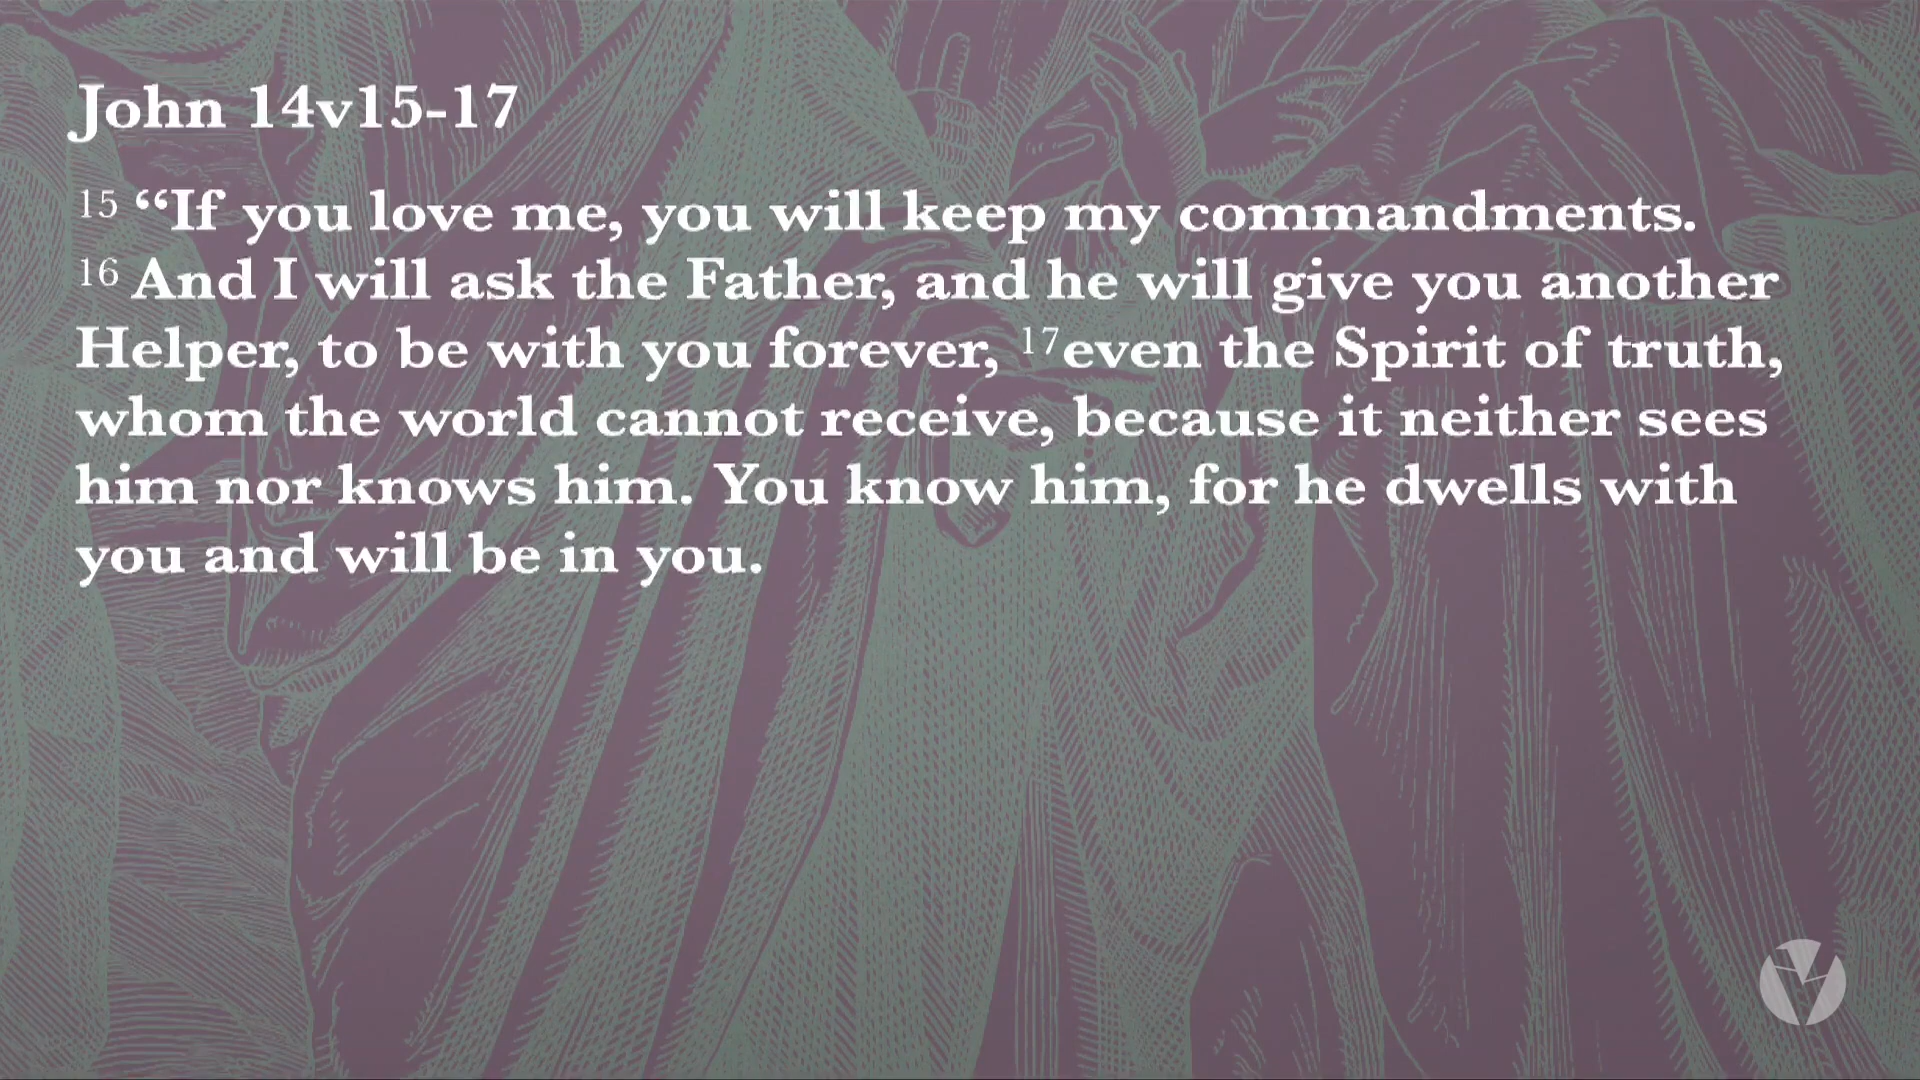 John 14v15-17
15 “If you love me, you will keep my commandments.
16 And I will ask the Father, and he will give you another
Helper, to be with you forever, 17even the Spirit of truth,
whom the world cannot receive, because it neither sees
him nor knows him. You know him, for he dwells with
you and will be in you.